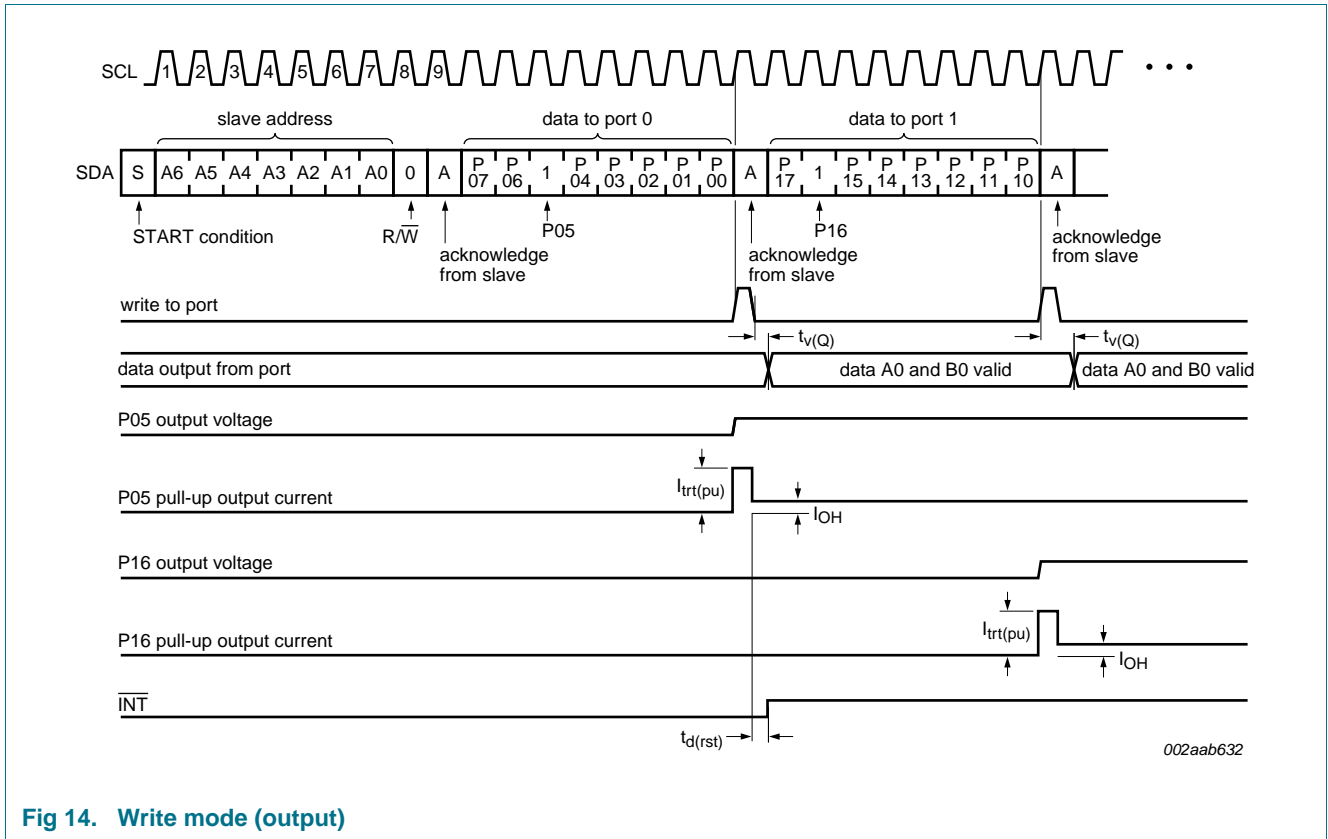 SCL 1 2 3 4 5 6 7 8 9
slave address data to port 0 data to port 1
SDA S A6 A5 A4 A3 A2 A1 A0 0 A P07 P06 1 P04 P03 P02 P01 P00 A P17 1 P15 P14 P13 P12 P11 P10 A
START condition R/W̅ P05 P16
acknowledge from slave
acknowledge from slave
acknowledge from slave
write to port
tv(Q) tv(Q)
data output from port data A0 and B0 valid data A0 and B0 valid
P05 output voltage
Itrt(pu)
P05 pull-up output current
IOH
P16 output voltage
Itrt(pu)
P16 pull-up output current
IOH
I̅N̅T̅
td(rst)
002aab632
Fig 14. Write mode (output)